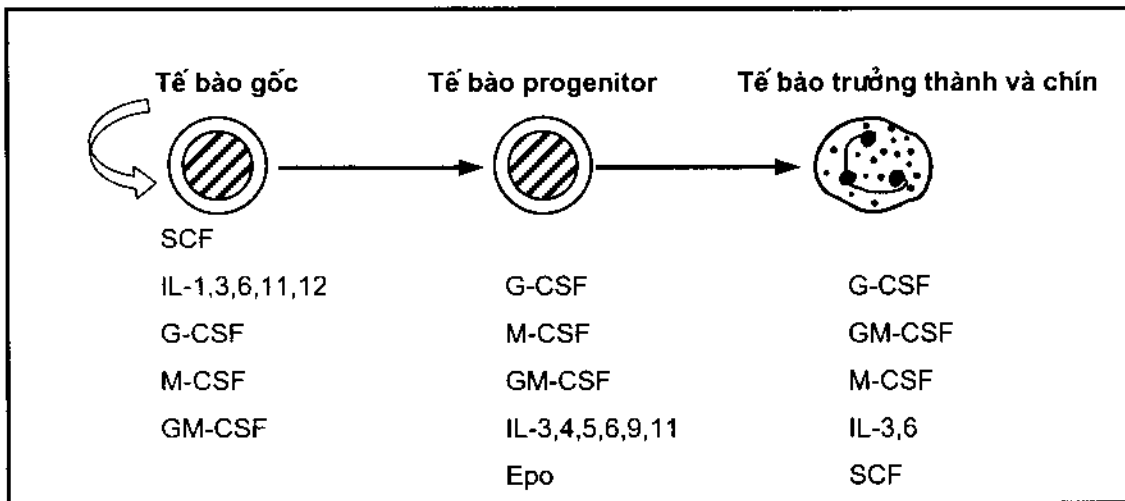 Tế bào gốc
Tế bào progenitor
Tế bào trưởng thành và chín
SCF
IL-1,3,6,11,12
G-CSF
M-CSF
GM-CSF
G-CSF
M-CSF
GM-CSF
IL-3,4,5,6,9,11
Epo
G-CSF
GM-CSF
M-CSF
IL-3,6
SCF